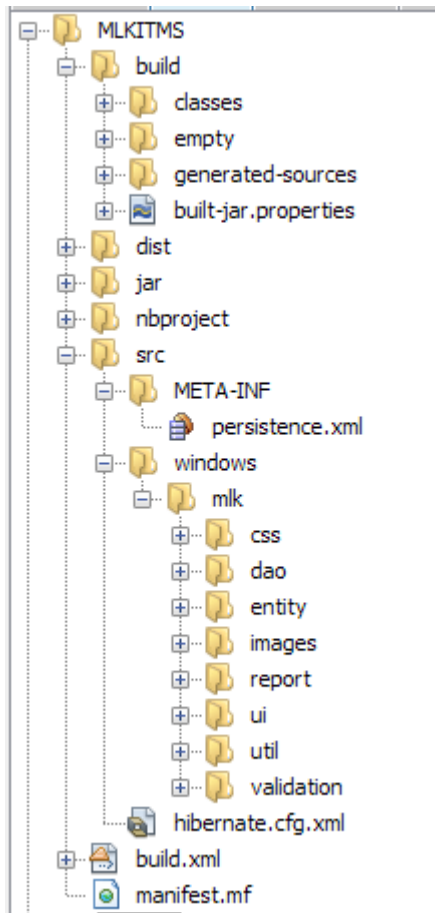 MLKITMS
build
classes
empty
generated-sources
built-jar.properties
dist
jar
nbproject
src
META-INF
persistence.xml
windows
mlk
css
dao
entity
images
report
ui
util
validation
hibernate.cfg.xml
build.xml
manifest.mf